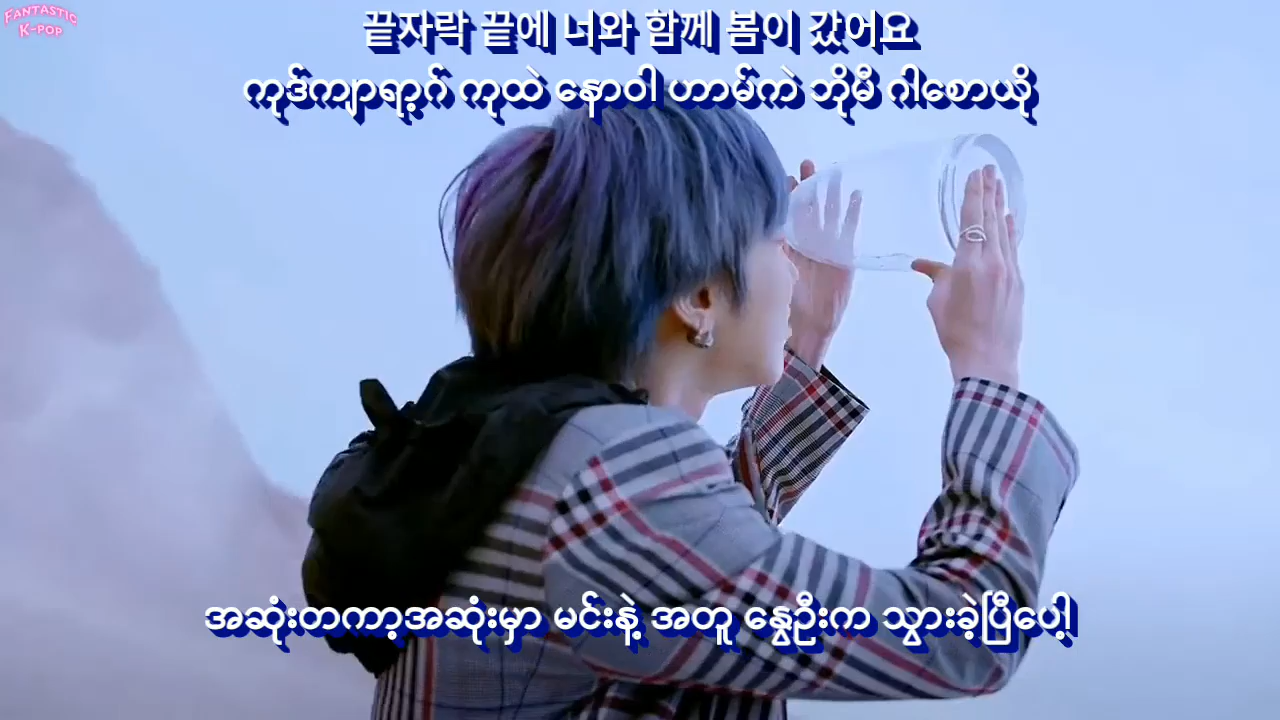 FANTASTIC
K-POP
끝자락 끝에 너와 함께 봄이 갔어요
ကုဒ်ကျာရာ့ဂ် ကုထဲ နောဝါ ဟာမ်ကဲ ဘိုမီ ဂါစောယို
အဆုံးတကာ့အဆုံးမှာ မင်းနဲ့ အတူ နွေဦးက သွားခဲ့ပြီပေါ့